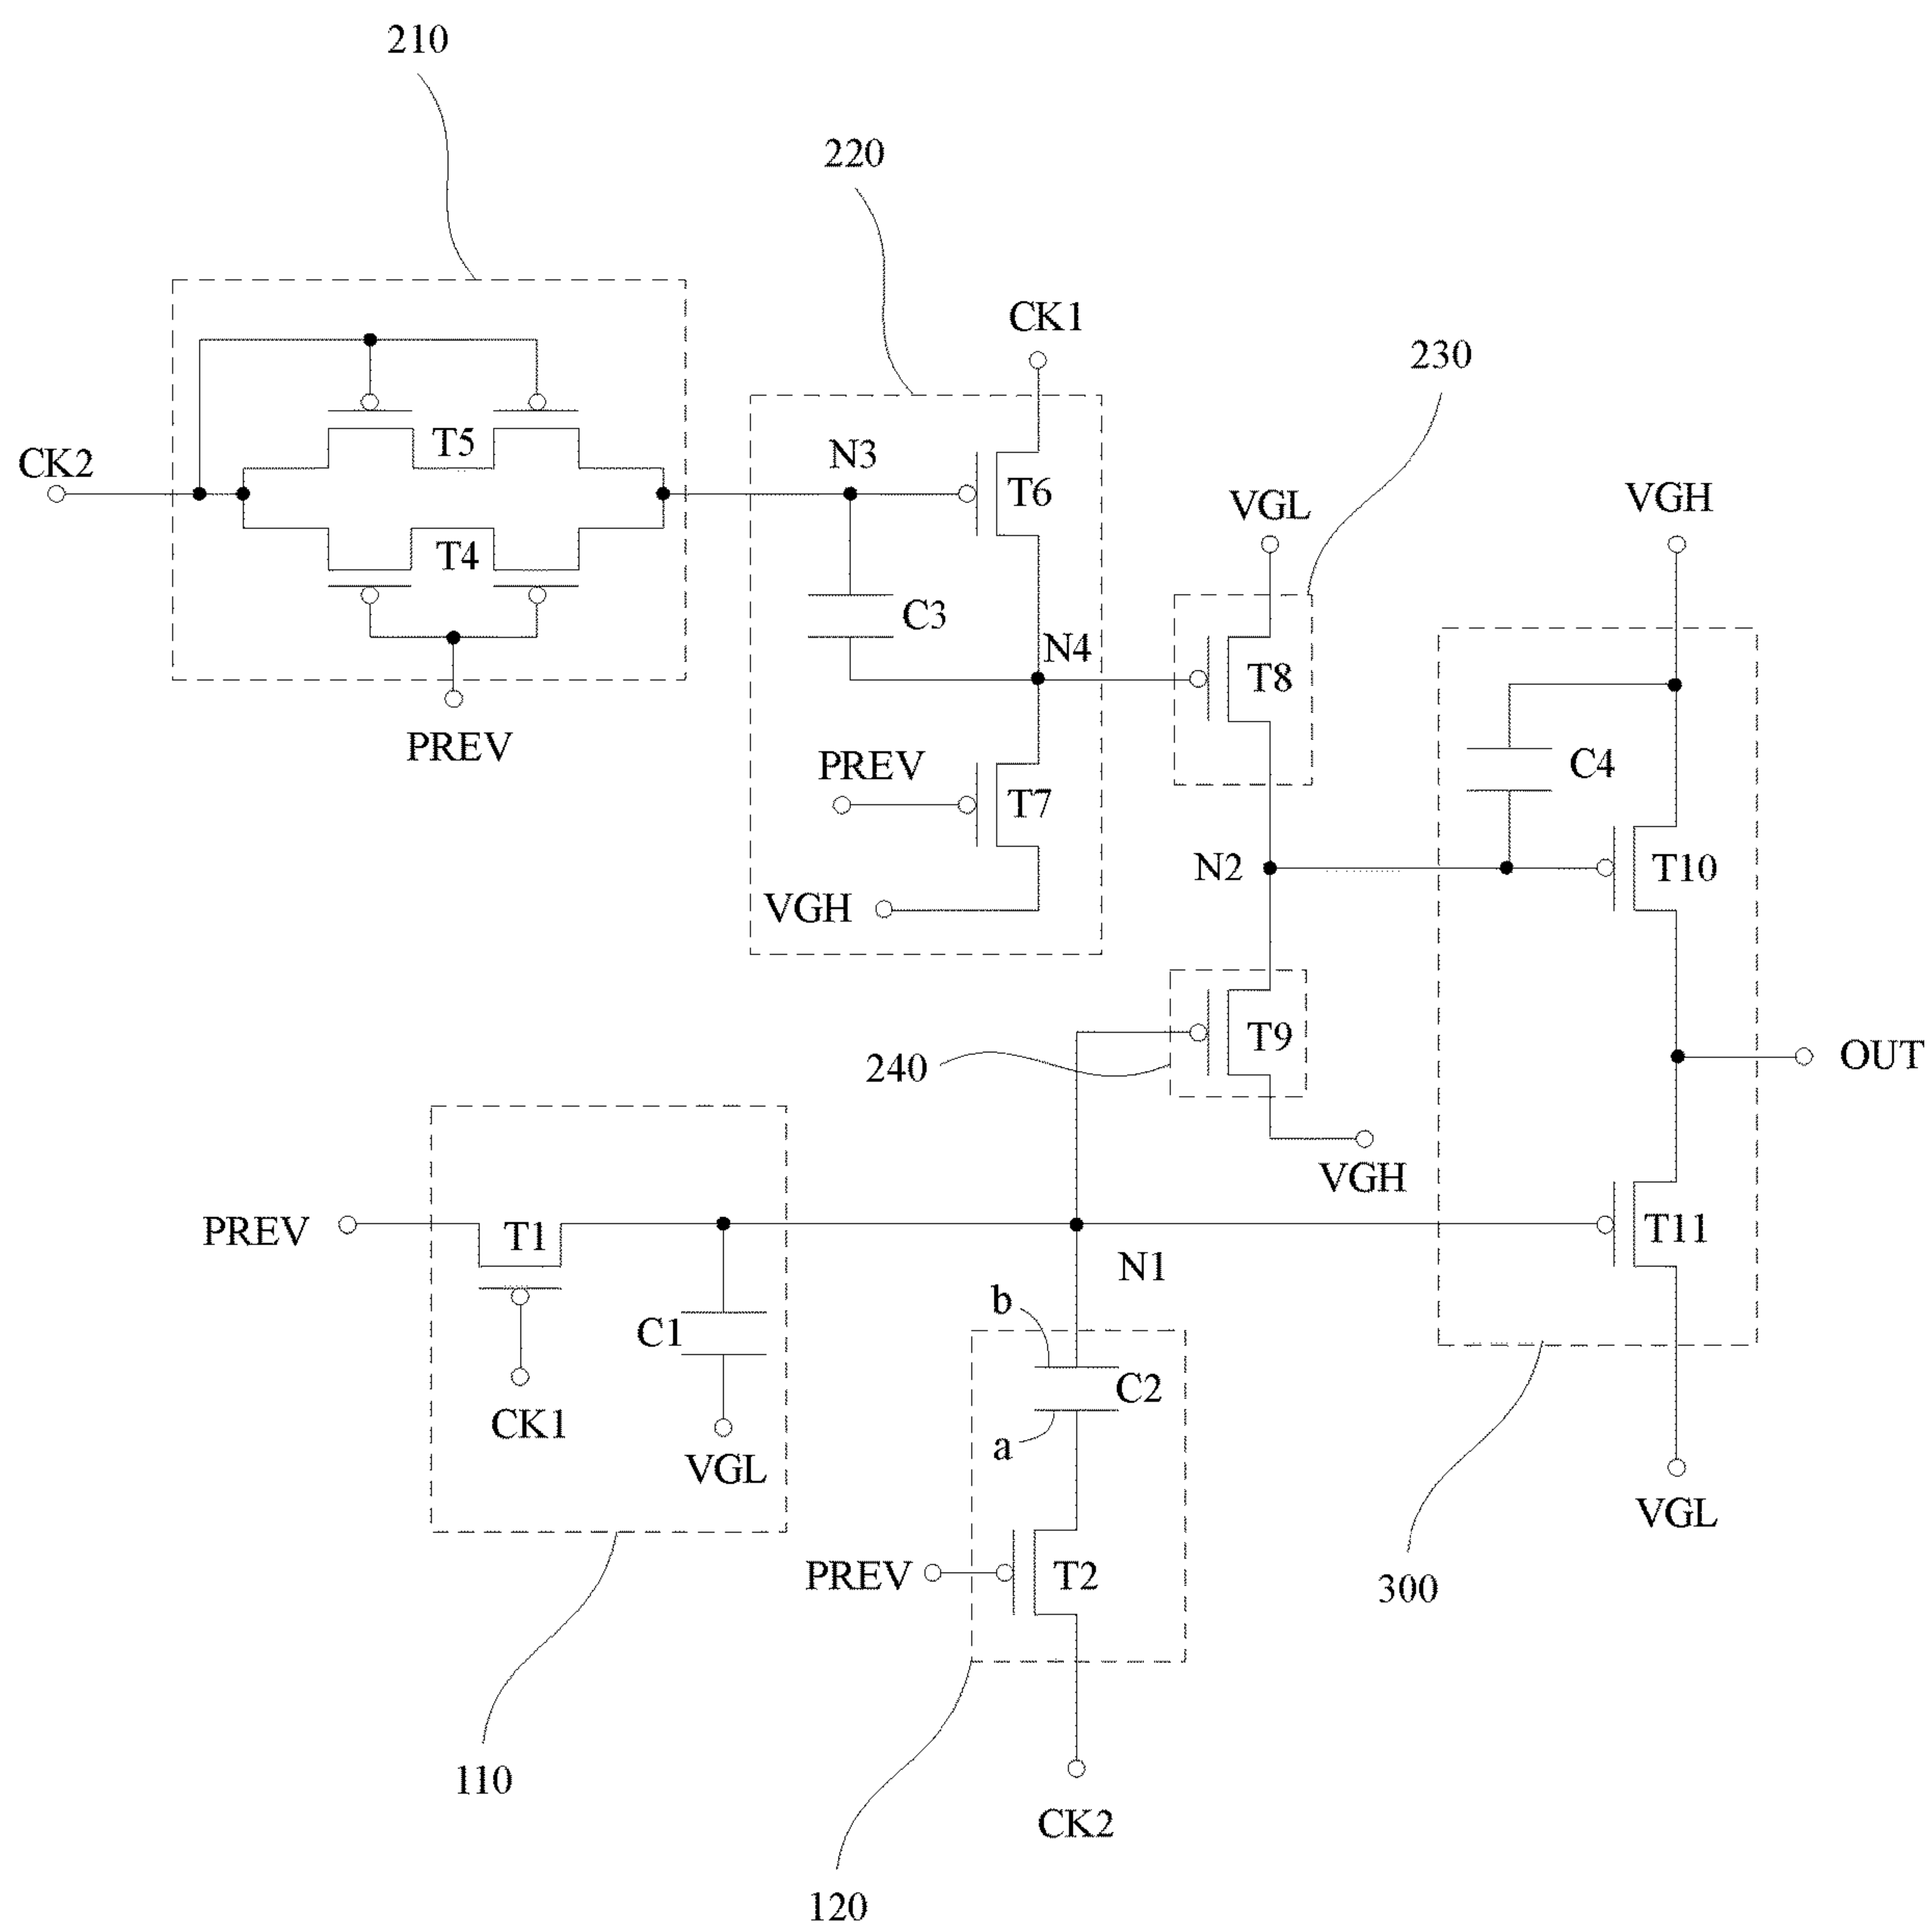 210
220
CK1
230
CK2
T5
N3
T6
VGL
VGH
T4
C3
N4
T8
PREV
PREV
T7
C4
N2
T10
VGH
T9
240
OUT
VGH
PREV
T1
N1
T11
b
C1
C2
CK1
a
VGL
VGL
PREV
T2
300
110
CK2
120